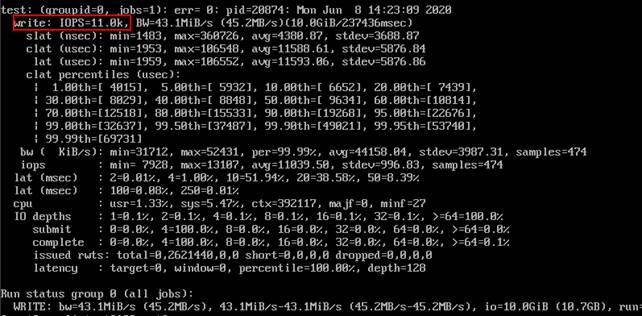 test: (groupid=0, jobs=1): err= 0: pid=20874: Mon Jun  8 14:23:09 2020
  write: IOPS=11.0k, BW=43.1MiB/s (45.2MB/s)(10.0GiB/237436msec)
    slat (nsec): min=1483, max=360726, avg=4380.87, stdev=3688.87
    clat (usec): min=1953, max=106548, avg=11588.61, stdev=5876.84
     lat (usec): min=1959, max=106552, avg=11593.06, stdev=5876.86
    clat percentiles (usec):
     |  1.00th=[ 4015],  5.00th=[ 5932], 10.00th=[ 6652], 20.00th=[ 7439],
     | 30.00th=[ 8029], 40.00th=[ 8848], 50.00th=[ 9634], 60.00th=[10814],
     | 70.00th=[12518], 80.00th=[15533], 90.00th=[19268], 95.00th=[22676],
     | 99.00th=[32637], 99.50th=[37487], 99.90th=[49021], 99.95th=[53740],
     | 99.99th=[69731]
   bw (  KiB/s): min=31712, max=52431, per=99.99%, avg=44158.04, stdev=3987.31, samples=474
   iops        : min= 7928, max=13107, avg=11039.50, stdev=996.83, samples=474
  lat (msec)   : 2=0.01%, 4=1.00%, 10=51.94%, 20=38.58%, 50=8.39%
  lat (msec)   : 100=0.08%, 250=0.01%
  cpu          : usr=1.33%, sys=5.47%, ctx=392117, majf=0, minf=27
  IO depths    : 1=0.1%, 2=0.1%, 4=0.1%, 8=0.1%, 16=0.1%, 32=0.1%, >=64=100.0%
     submit    : 0=0.0%, 4=100.0%, 8=0.0%, 16=0.0%, 32=0.0%, 64=0.0%, >=64=0.0%
     complete  : 0=0.0%, 4=100.0%, 8=0.0%, 16=0.0%, 32=0.0%, 64=0.0%, >=64=0.1%
     issued rwts: total=0,2621440,0,0 short=0,0,0,0 dropped=0,0,0,0
     latency   : target=0, window=0, percentile=100.00%, depth=128
Run status group 0 (all jobs):
  WRITE: bw=43.1MiB/s (45.2MB/s), 43.1MiB/s-43.1MiB/s (45.2MB/s-45.2MB/s), io=10.0GiB (10.7GB), run=